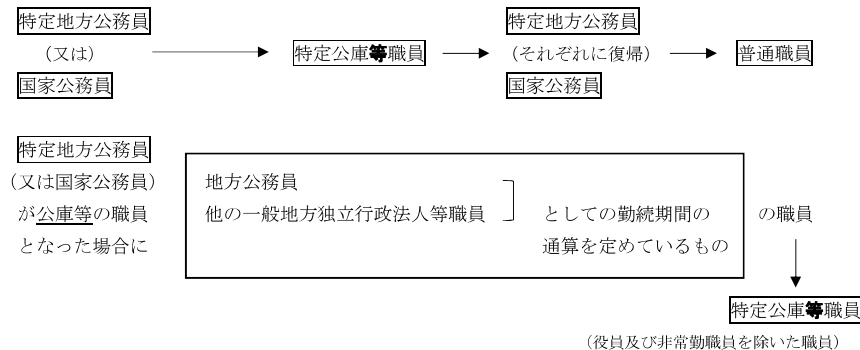 特定地方公務員
（又は）
国家公務員
特定公庫等職員
特定地方公務員
（それぞれに復帰）
国家公務員
普通職員
特定地方公務員
（又は国家公務員）
が公庫等の職員
となった場合に
地方公務員
他の一般地方独立行政法人等職員
としての勤続期間の
通算を定めているもの
の職員
特定公庫等職員
（役員及び非常勤職員を除いた職員）